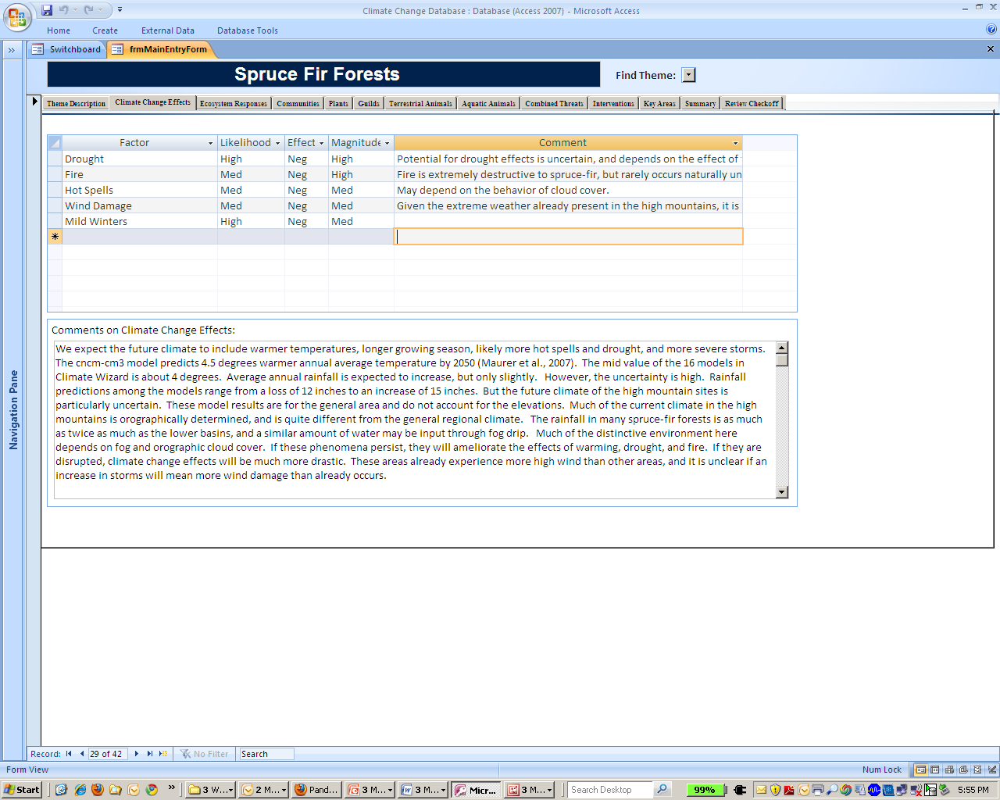 Climate Change Database : Database (Access 2007) - Microsoft Access
Home Create External Data Database Tools
» Switchboard frmMainEntryForm
Spruce Fir Forests
Find Theme:
Theme Description Climate Change Effects Ecosystem Responses Communities Plants Guilds Terrestrial Animals Aquatic Animals Combined Threats Interventions Key Areas Summary Review Checkoff
Factor Likelihood Effect Magnitude Comment
Drought High Neg High Potential for drought effects is uncertain, and depends on the effect of
Fire Med Neg High Fire is extremely destructive to spruce-fir, but rarely occurs naturally un
Hot Spells Med Neg Med May depend on the behavior of cloud cover.
Wind Damage Med Neg Med Given the extreme weather already present in the high mountains, it is
Mild Winters High Neg Med
Comments on Climate Change Effects:
We expect the future climate to include warmer temperatures, longer growing season, likely more hot spells and drought, and more severe storms.
The cncm-cm3 model predicts 4.5 degrees warmer annual average temperature by 2050 (Maurer et al., 2007). The mid value of the 16 models in
Climate Wizard is about 4 degrees. Average annual rainfall is expected to increase, but only slightly. However, the uncertainty is high. Rainfall
predictions among the models range from a loss of 12 inches to an increase of 15 inches. But the future climate of the high mountain sites is
particularly uncertain. These model results are for the general area and do not account for the elevations. Much of the current climate in the high
mountains is orographically determined, and is quite different from the general regional climate. The rainfall in many spruce-fir forests is as much
as twice as much as the lower basins, and a similar amount of water may be input through fog drip. Much of the distinctive environment here
depends on fog and orographic cloud cover. If these phenomena persist, they will ameliorate the effects of warming, drought, and fire. If they are
disrupted, climate change effects will be much more drastic. These areas already experience more high wind than other areas, and it is unclear if an
increase in storms will mean more wind damage than already occurs.
Navigation Pane
Record: 29 of 42 No Filter Search
Form View Num Lock
Start » 3 W... 2 M... Pand... 3 M... 3 M... Micr... 3 M... Search Desktop 99% 5:55 PM